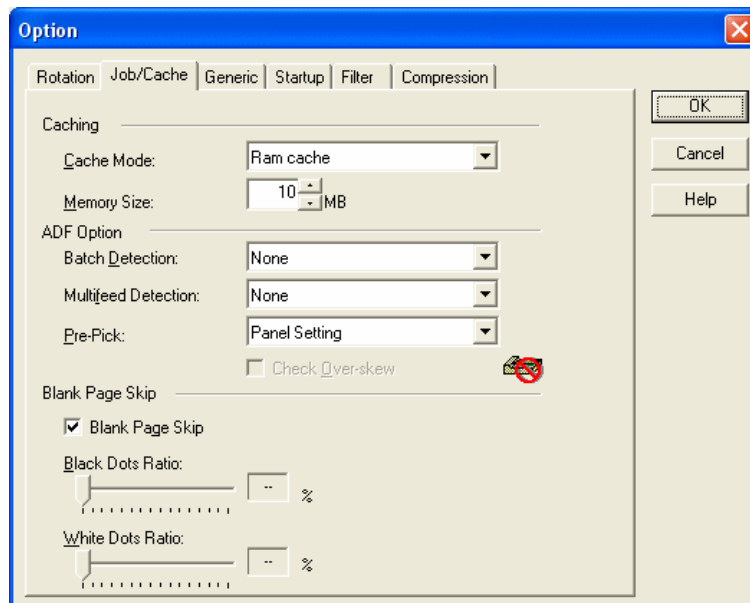 Option
Rotation Job/Cache Generic Startup Filter Compression
OK
Caching
Cache Mode: Ram cache
Cancel
Memory Size: 10 MB
Help
ADF Option
Batch Detection: None
Multifeed Detection: None
Pre-Pick: Panel Setting
Check Over-skew
Blank Page Skip
Blank Page Skip
Black Dots Ratio:
-- %
White Dots Ratio:
-- %